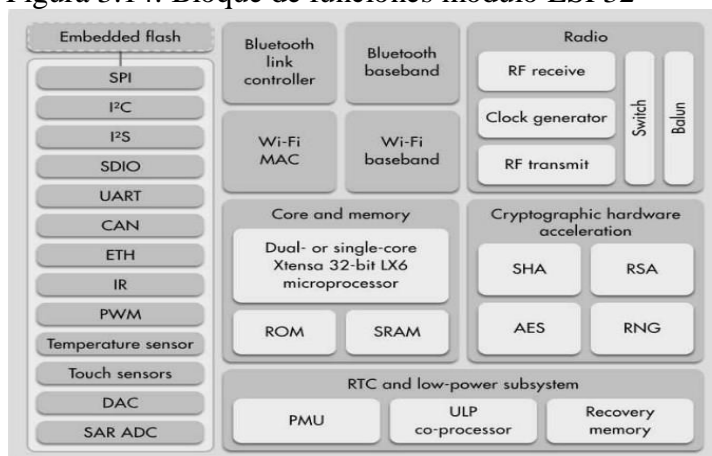 Figura 3.14. Bloque de funciones módulo ESP32
Embedded flash
SPI
I²C
I²S
SDIO
UART
CAN
ETH
IR
PWM
Temperature sensor
Touch sensors
DAC
SAR ADC
Bluetooth
link
controller
Bluetooth
baseband
Wi-Fi
MAC
Wi-Fi
baseband
Radio
RF receive
Clock generator
RF transmit
Switch
Balun
Core and memory
Dual- or single-core
Xtensa 32-bit LX6
microprocessor
ROM
SRAM
Cryptographic hardware
acceleration
SHA
RSA
AES
RNG
RTC and low-power subsystem
PMU
ULP
co-processor
Recovery
memory